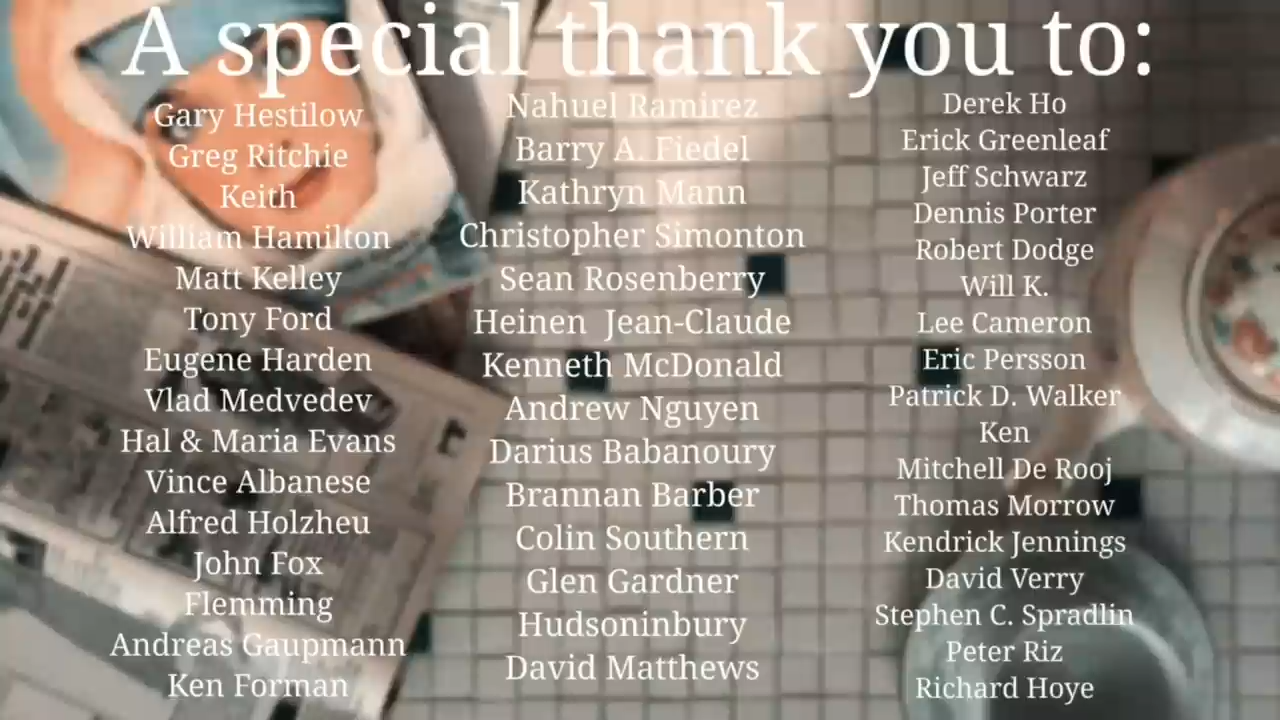 A special thank you to:
Gary Hestilow
Greg Ritchie
Keith
William Hamilton
Matt Kelley
Tony Ford
Eugene Harden
Vlad Medvedev
Hal & Maria Evans
Vince Albanese
Alfred Holzheu
John Fox
Flemming
Andreas Gaupmann
Ken Forman
Nahuel Ramirez
Barry A. Fiedel
Kathryn Mann
Christopher Simonton
Sean Rosenberry
Heinen  Jean-Claude
Kenneth McDonald
Andrew Nguyen
Darius Babanoury
Brannan Barber
Colin Southern
Glen Gardner
Hudsoninbury
David Matthews
Derek Ho
Erick Greenleaf
Jeff Schwarz
Dennis Porter
Robert Dodge
Will K.
Lee Cameron
Eric Persson
Patrick D. Walker
Ken
Mitchell De Rooj
Thomas Morrow
Kendrick Jennings
David Verry
Stephen C. Spradlin
Peter Riz
Richard Hoye